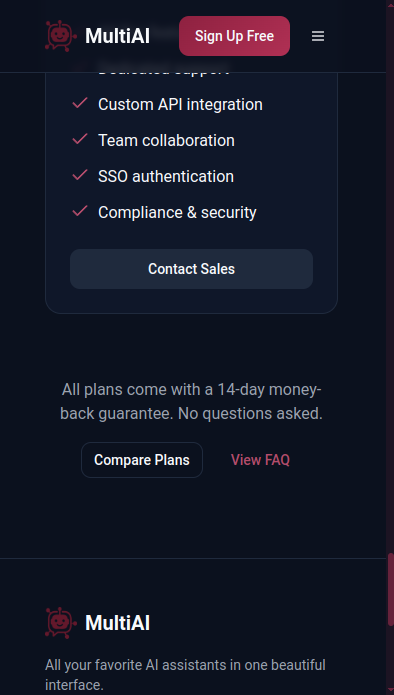 MultiAI
Sign Up Free
Dedicated support
Custom API integration
Team collaboration
SSO authentication
Compliance & security
Contact Sales
All plans come with a 14-day money-
back guarantee. No questions asked.
Compare Plans
View FAQ
MultiAI
All your favorite AI assistants in one beautiful
interface.